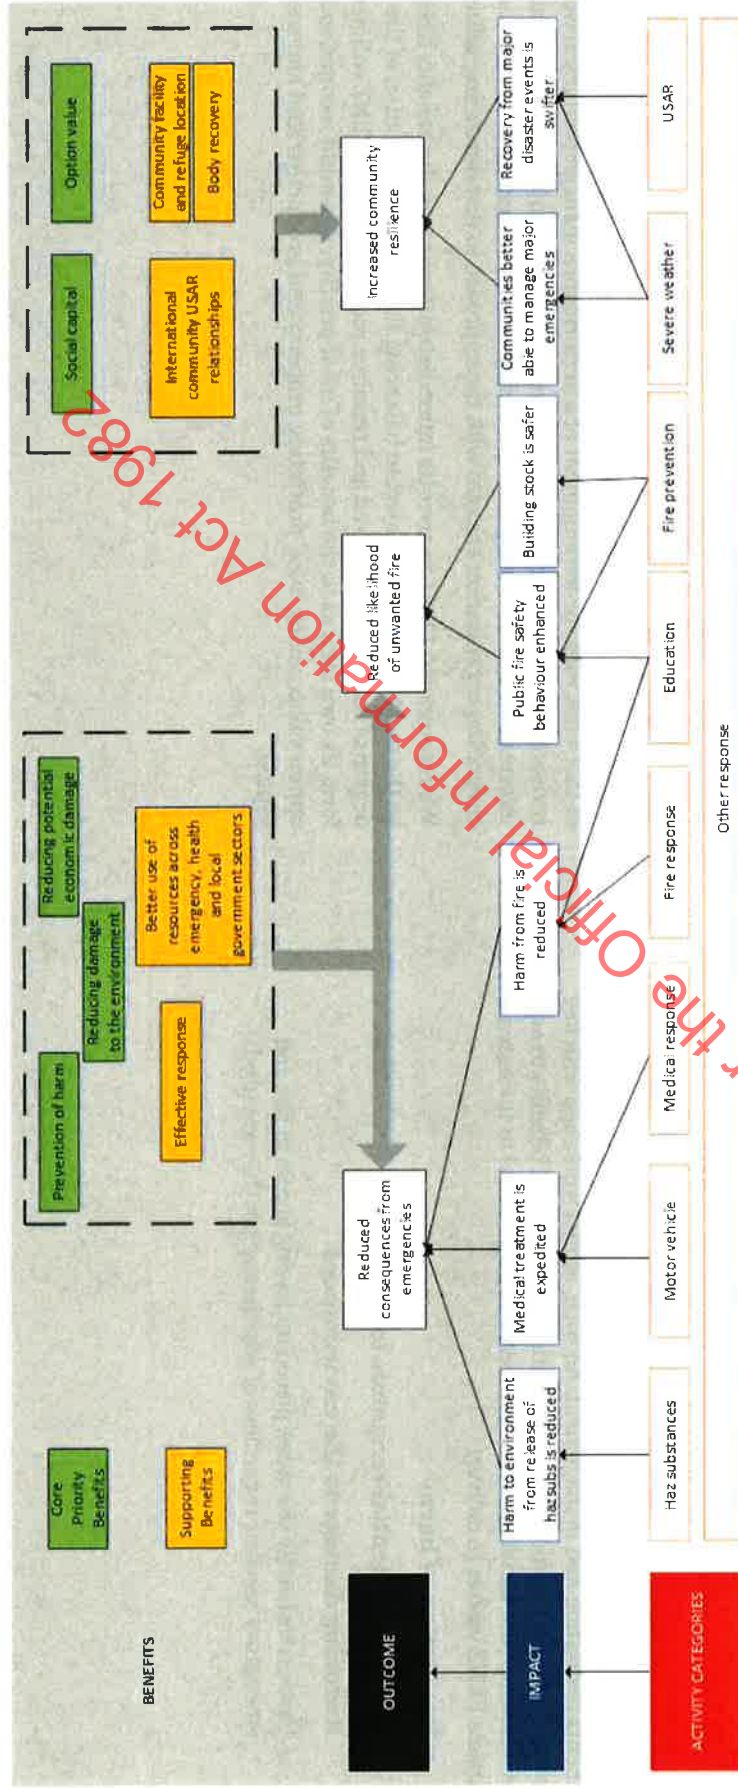 BENEFITS
Core
Priority
Benefits
Supporting
Benefits
Prevention of harm
Reducing damage
to the environment
Reducing potential
economic damage
Effective response
Better use of
resources across
emergency, health
and local
government sectors
Social capital
Option value
International
community USAR
relationships
Community facility
and refuge location
Body recovery
OUTCOME
Reduced
consequences from
emergencies
Reduced likelihood
of unwanted fire
Increased community
resilience
IMPACT
Harm to environment
from release of
hazsubs is reduced
Medical treatment is
expedited
Harm from fire is
reduced
Public fire safety
behaviour enhanced
Building stock is safer
Communities better
able to manage major
emergencies
Recovery from major
disaster events is
swifter
ACTIVITY CATEGORIES
Haz substances
Motor vehicle
Medical response
Fire response
Education
Fire prevention
Severe weather
USAR
Other response
the Official Information Act 1982